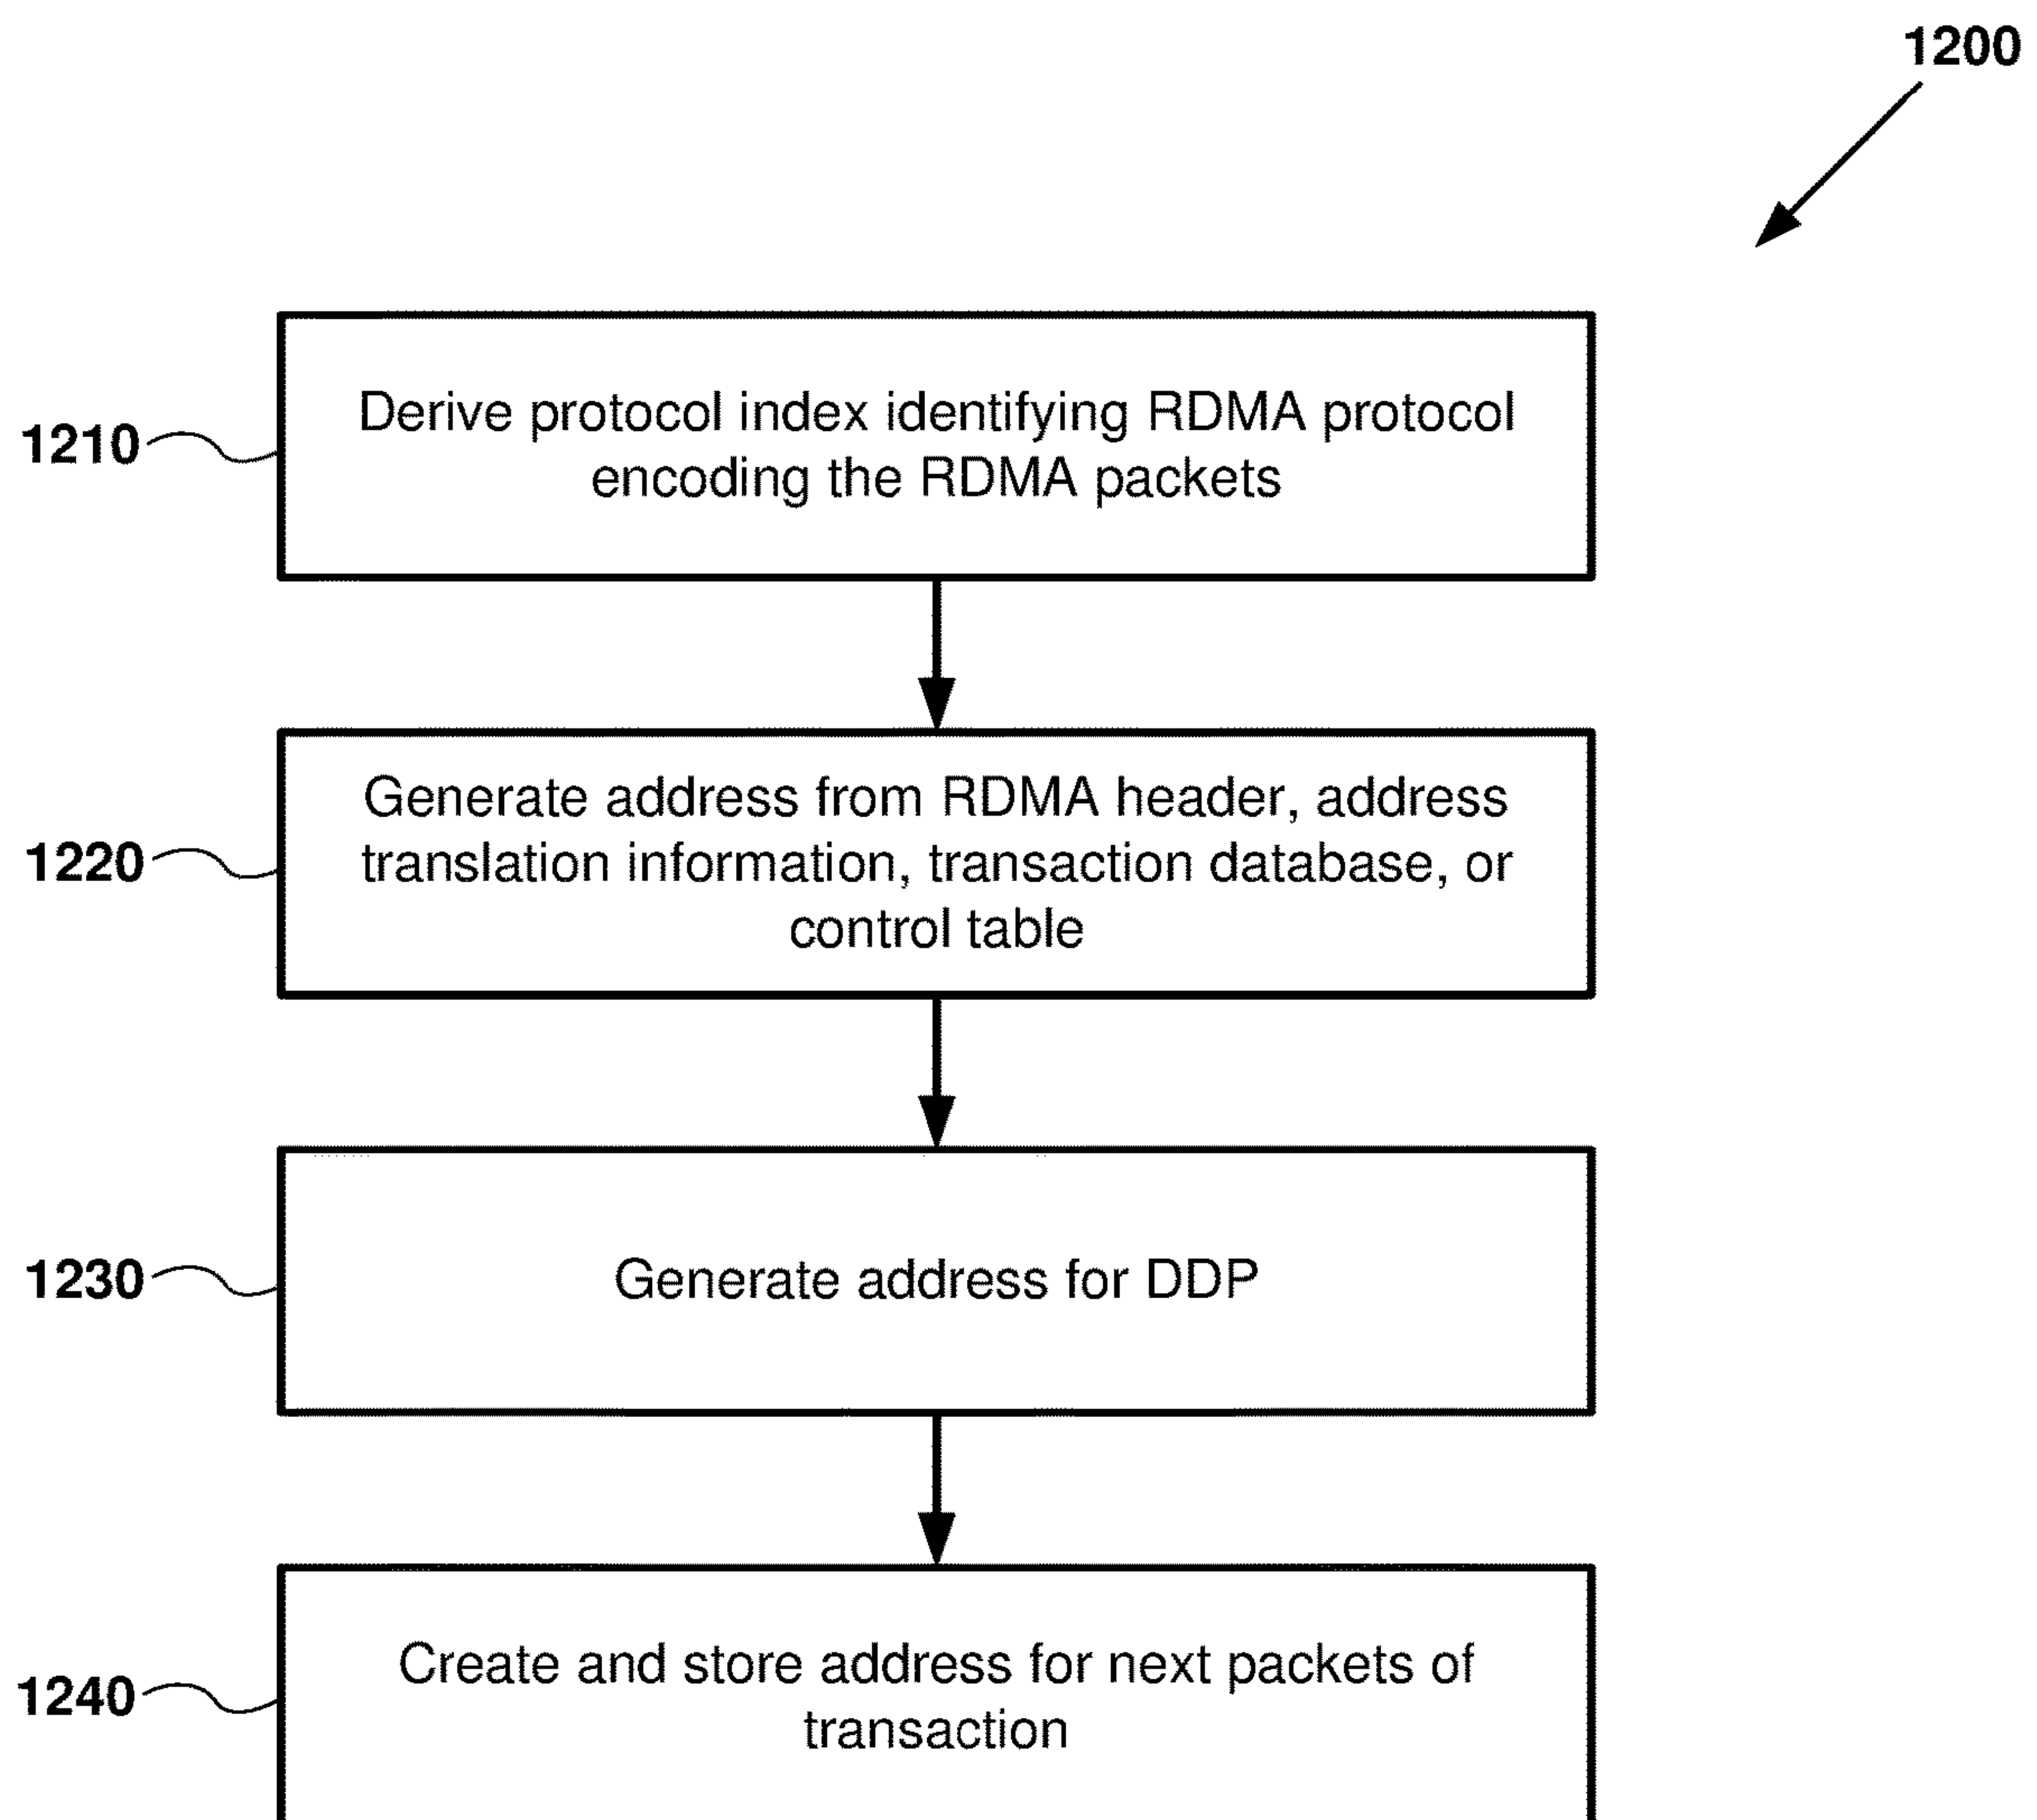 1200
1210
Derive protocol index identifying RDMA protocol
encoding the RDMA packets
1220
Generate address from RDMA header, address
translation information, transaction database, or
control table
1230
Generate address for DDP
1240
Create and store address for next packets of
transaction